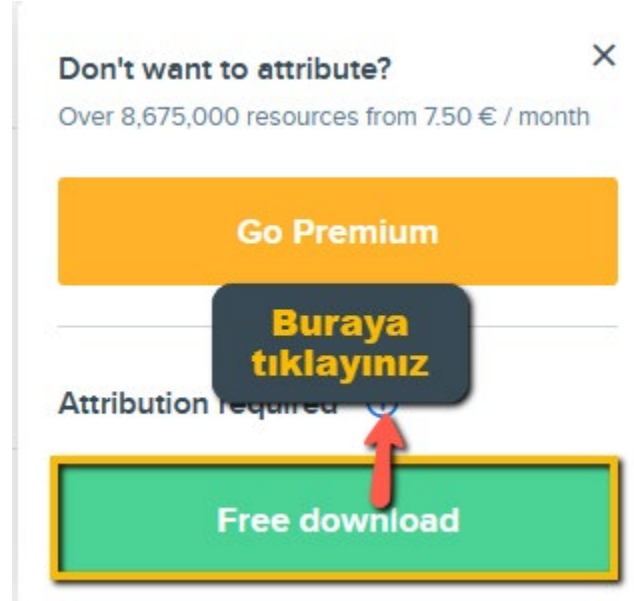 Don't want to attribute?
Over 8,675,000 resources from 7.50 € / month
Go Premium
Buraya
tıklayınız
Attribution required
Free download